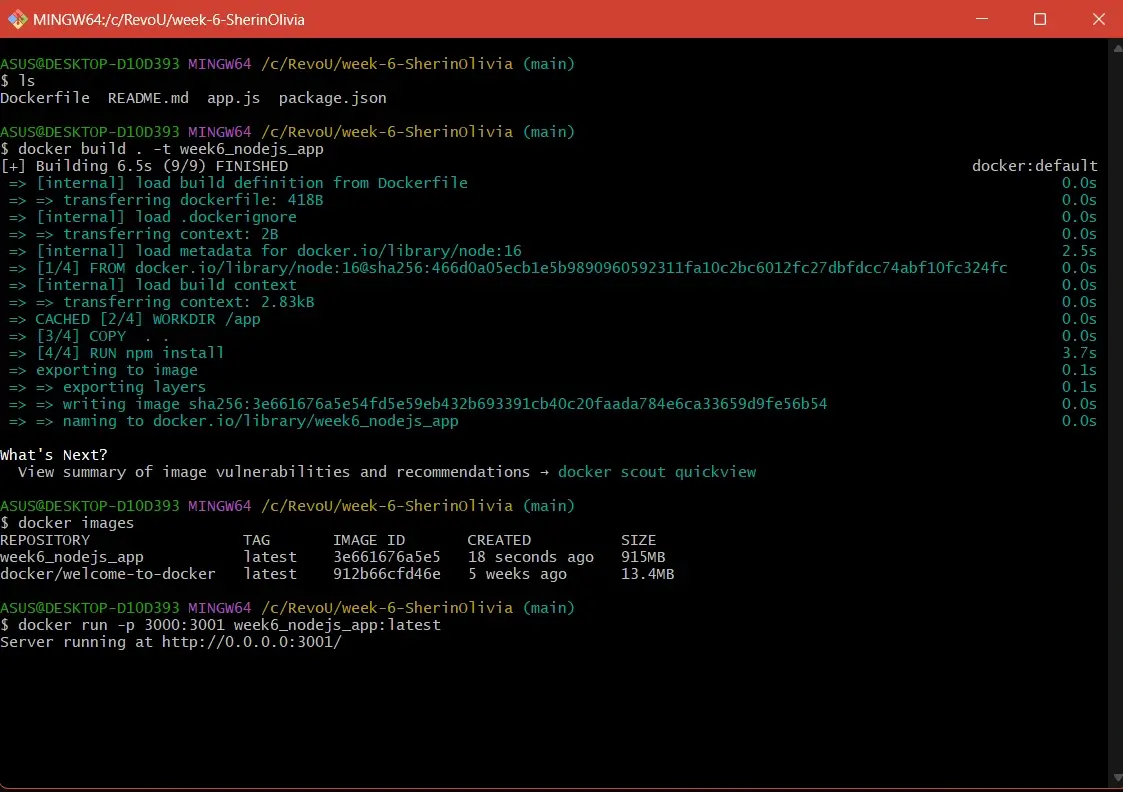 MINGW64:/c/RevoU/week-6-SherinOlivia
ASUS@DESKTOP-D10D393 MINGW64 /c/RevoU/week-6-SherinOlivia (main)
$ ls
Dockerfile  README.md  app.js  package.json
ASUS@DESKTOP-D10D393 MINGW64 /c/RevoU/week-6-SherinOlivia (main)
$ docker build . -t week6_nodejs_app
[+] Building 6.5s (9/9) FINISHED docker:default
=> [internal] load build definition from Dockerfile 0.0s
=> => transferring dockerfile: 418B 0.0s
=> [internal] load .dockerignore 0.0s
=> => transferring context: 2B 0.0s
=> [internal] load metadata for docker.io/library/node:16 2.5s
=> [1/4] FROM docker.io/library/node:16@sha256:466d0a05ecb1e5b9890960592311fa10c2bc6012fc27dbfdcc74abf10fc324fc 0.0s
=> [internal] load build context 0.0s
=> => transferring context: 2.83kB 0.0s
=> CACHED [2/4] WORKDIR /app 0.0s
=> [3/4] COPY  . . 0.0s
=> [4/4] RUN npm install 3.7s
=> exporting to image 0.1s
=> => exporting layers 0.1s
=> => writing image sha256:3e661676a5e54fd5e59eb432b693391cb40c20faada784e6ca33659d9fe56b54 0.0s
=> => naming to docker.io/library/week6_nodejs_app 0.0s
What's Next?
View summary of image vulnerabilities and recommendations → docker scout quickview
ASUS@DESKTOP-D10D393 MINGW64 /c/RevoU/week-6-SherinOlivia (main)
$ docker images
REPOSITORY TAG IMAGE ID CREATED SIZE
week6_nodejs_app latest 3e661676a5e5 18 seconds ago 915MB
docker/welcome-to-docker latest 912b66cfd46e 5 weeks ago 13.4MB
ASUS@DESKTOP-D10D393 MINGW64 /c/RevoU/week-6-SherinOlivia (main)
$ docker run -p 3000:3001 week6_nodejs_app:latest
Server running at http://0.0.0.0:3001/